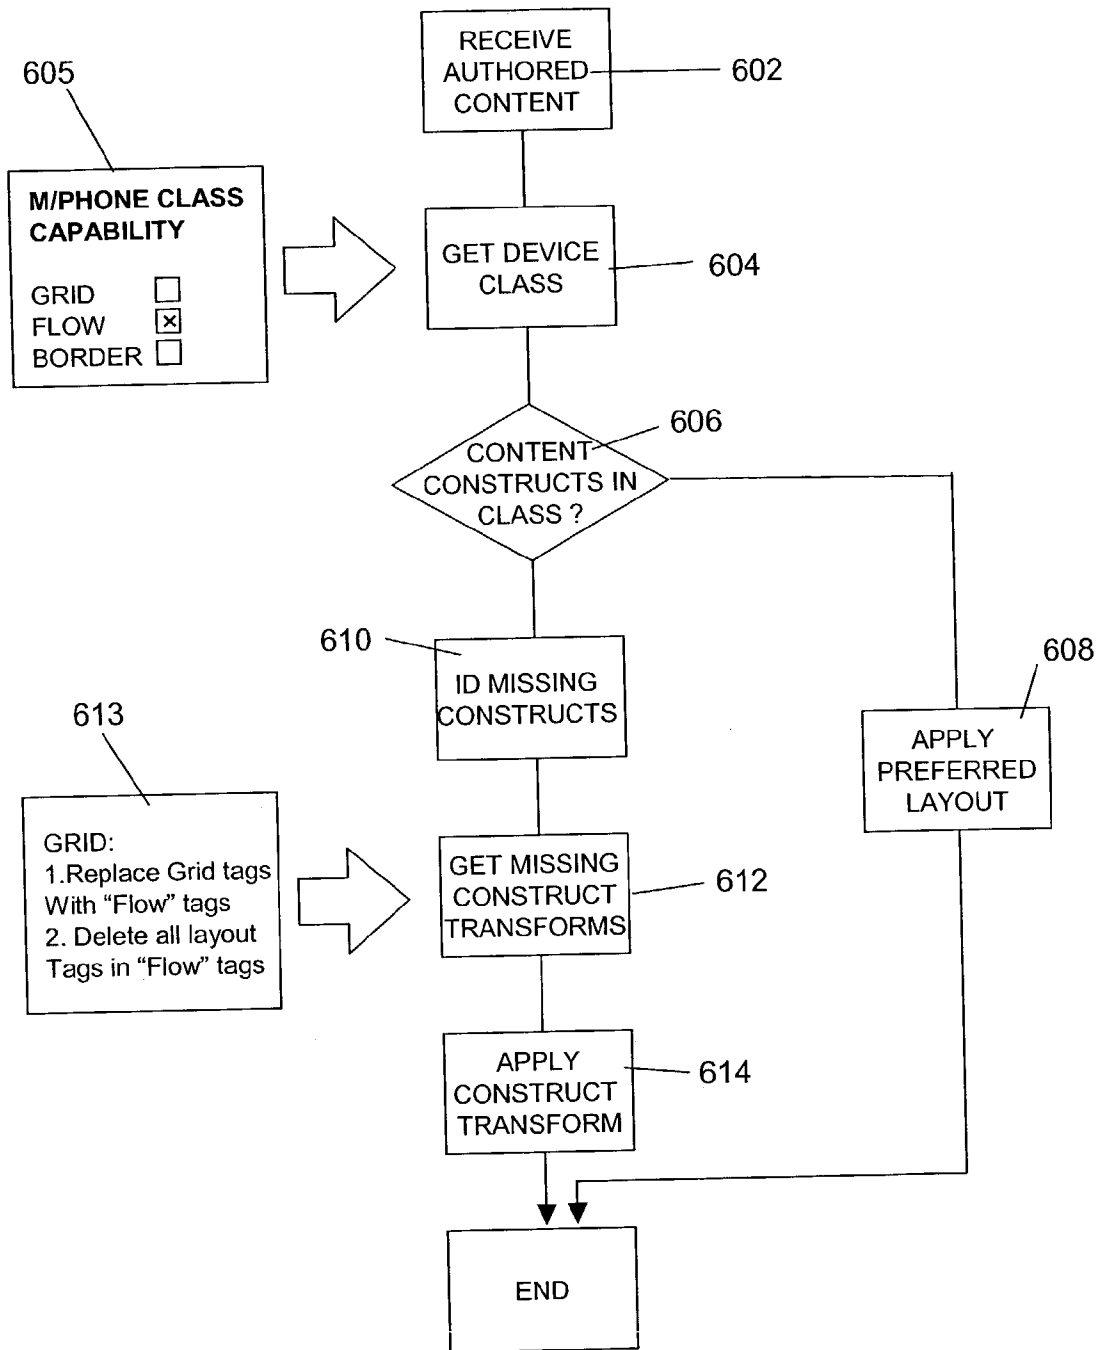 RECEIVE
AUTHORED
CONTENT
602
605
M/PHONE CLASS
CAPABILITY
GRID
FLOW x
BORDER
GET DEVICE
CLASS
604
606
CONTENT
CONSTRUCTS IN
CLASS ?
610
ID MISSING
CONSTRUCTS
608
APPLY
PREFERRED
LAYOUT
613
GRID:
1.Replace Grid tags
With “Flow” tags
2. Delete all layout
Tags in “Flow” tags
GET MISSING
CONSTRUCT
TRANSFORMS
612
APPLY
CONSTRUCT
TRANSFORM
614
END